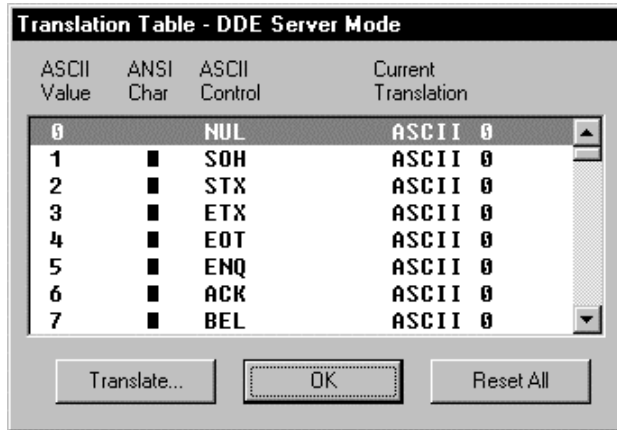 Translation Table - DDE Server Mode
ASCII ANSI ASCII Current
Value Char Control Translation
0 NUL ASCII 0
1 ■ SOH ASCII 0
2 ■ STX ASCII 0
3 ■ ETX ASCII 0
4 ■ EOT ASCII 0
5 ■ ENQ ASCII 0
6 ■ ACK ASCII 0
7 ■ BEL ASCII 0
Translate... OK Reset All